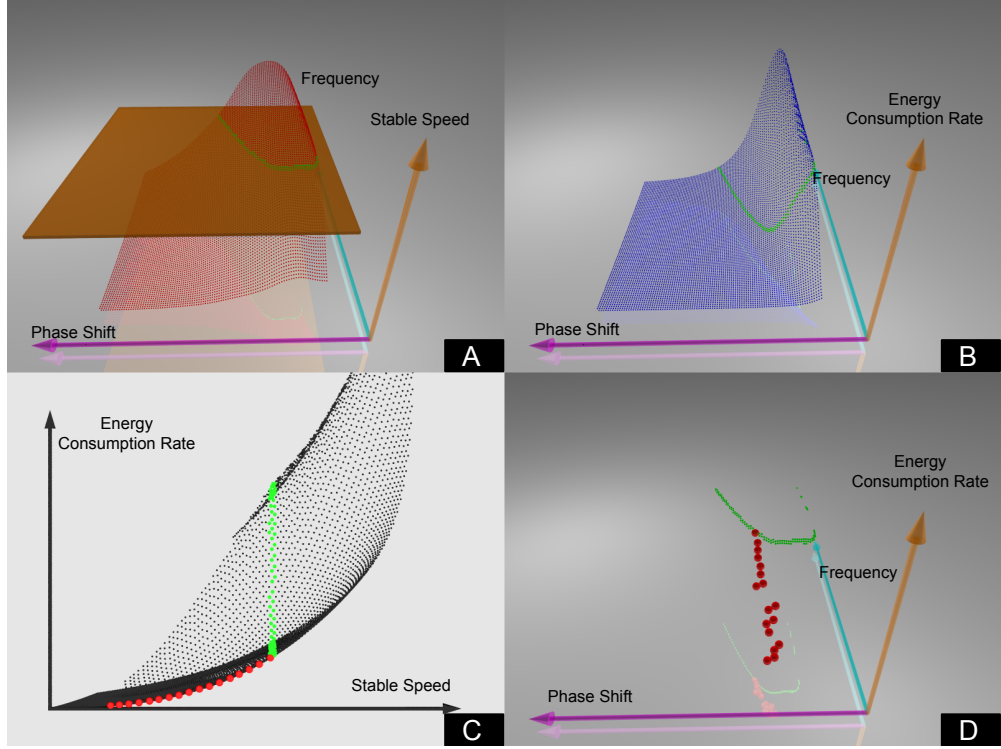 Frequency
Stable Speed
Phase Shift
A
Energy
Consumption Rate
Frequency
Phase Shift
B
Energy
Consumption Rate
Stable Speed
C
Energy
Consumption Rate
Frequency
Phase Shift
D